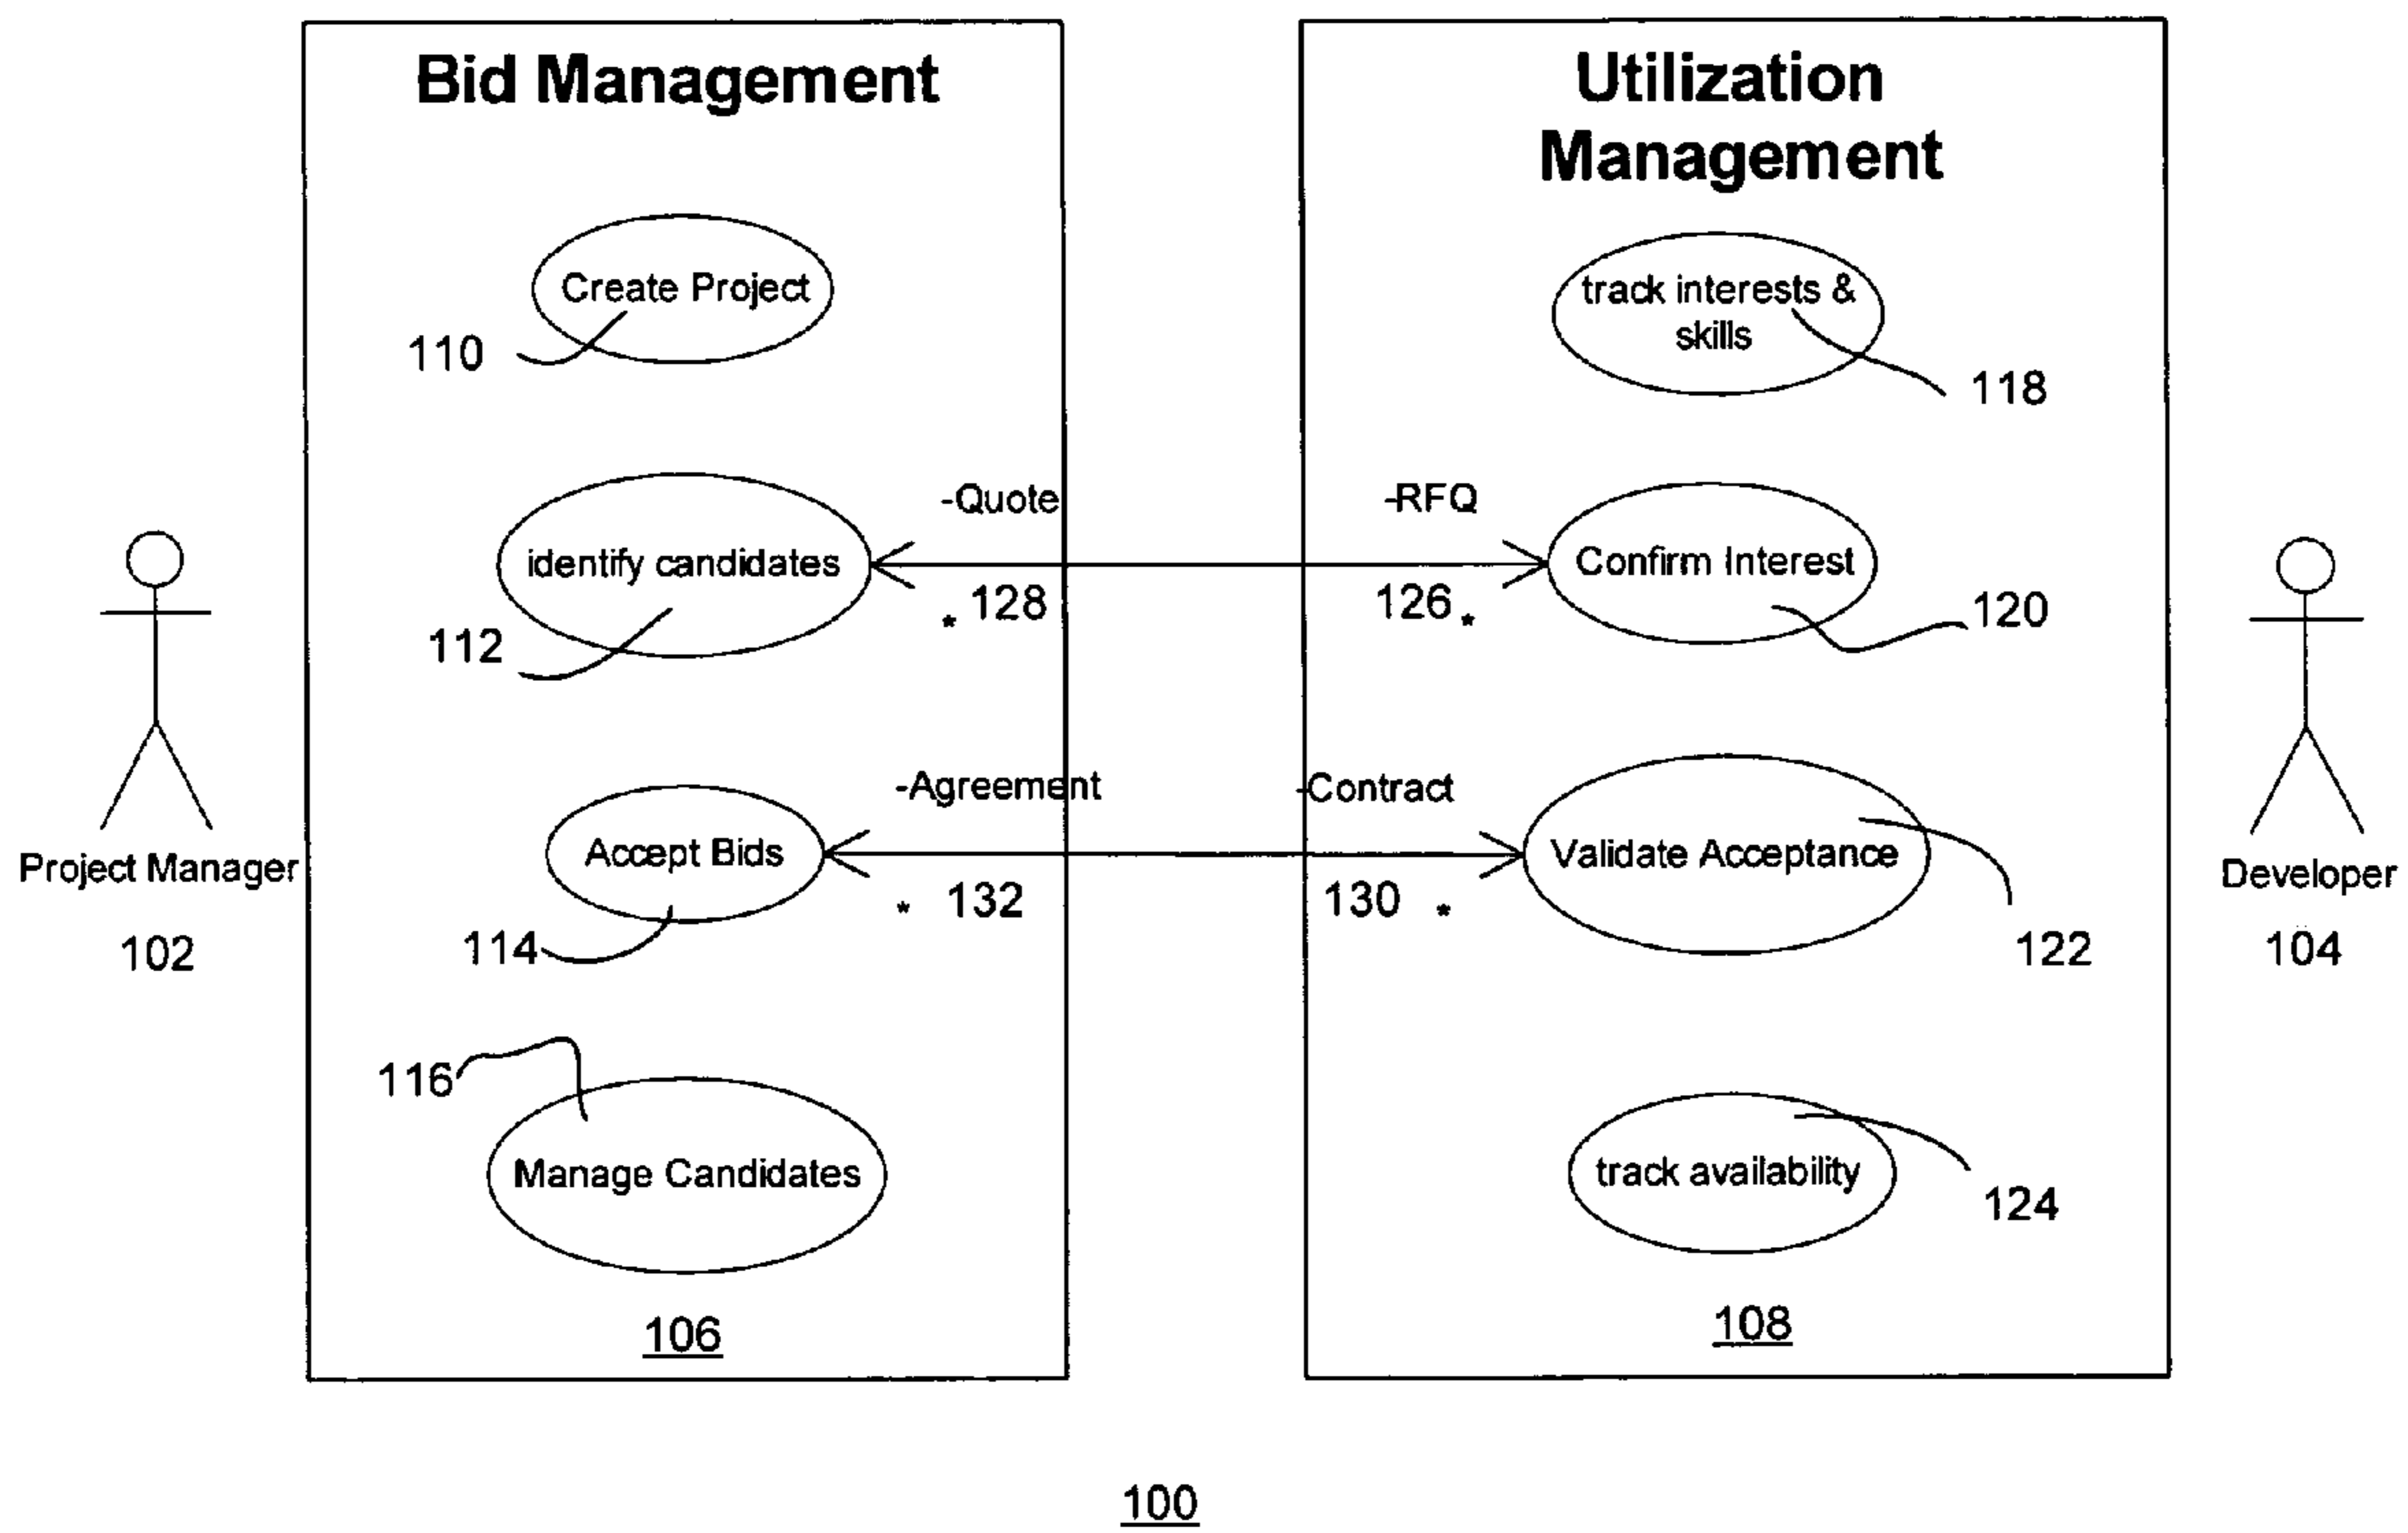 Bid Management
Create Project
110
identify candidates
112
-Quote
* 128
-Agreement
* 132
Accept Bids
114
116
Manage Candidates
106
Project Manager
102
Utilization
Management
track interests &
skills
118
-RFQ
126 *
Confirm Interest
120
-Contract
130 *
Validate Acceptance
122
track availability
124
108
Developer
104
100